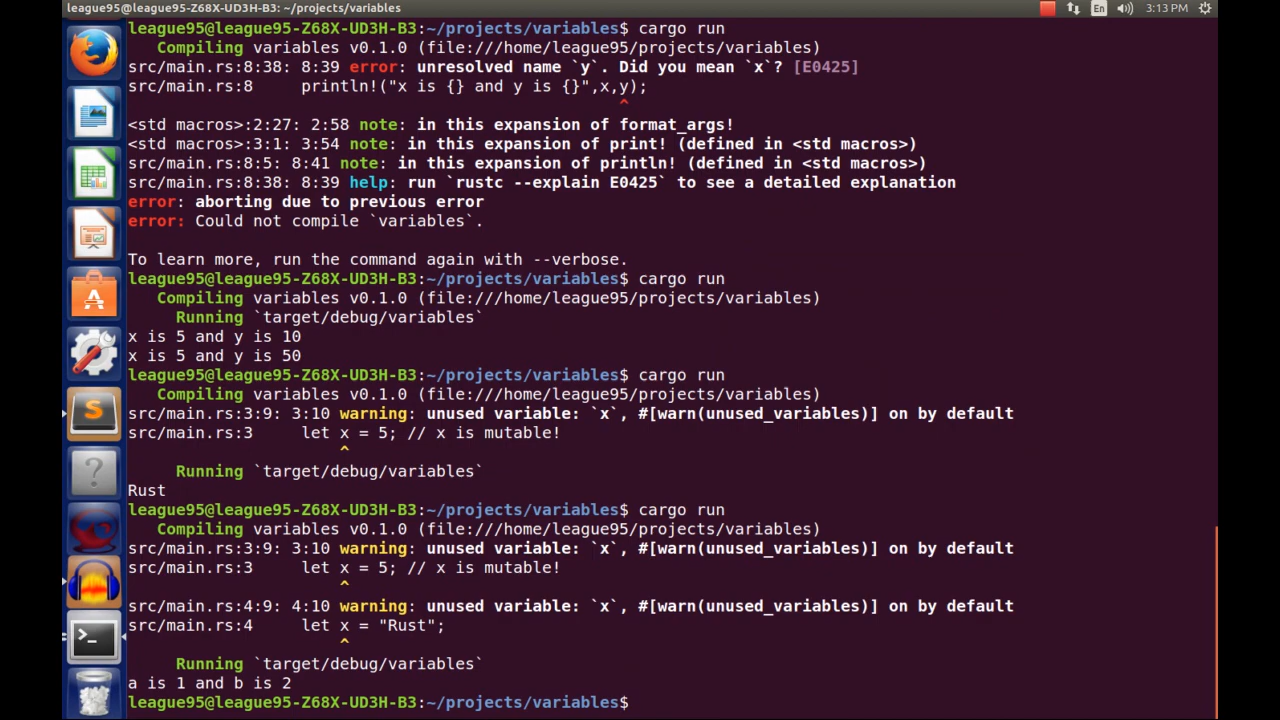 league95@league95-Z68X-UD3H-B3: ~/projects/variables
En
3:13 PM
league95@league95-Z68X-UD3H-B3:~/projects/variables$ cargo run
   Compiling variables v0.1.0 (file:///home/league95/projects/variables)
src/main.rs:8:38: 8:39 error: unresolved name `y`. Did you mean `x`? [E0425]
src/main.rs:8     println!("x is {} and y is {}",x,y);
                                                    ^
<std macros>:2:27: 2:58 note: in this expansion of format_args!
<std macros>:3:1: 3:54 note: in this expansion of print! (defined in <std macros>)
src/main.rs:8:5: 8:41 note: in this expansion of println! (defined in <std macros>)
src/main.rs:8:38: 8:39 help: run `rustc --explain E0425` to see a detailed explanation
error: aborting due to previous error
error: Could not compile `variables`.
To learn more, run the command again with --verbose.
league95@league95-Z68X-UD3H-B3:~/projects/variables$ cargo run
   Compiling variables v0.1.0 (file:///home/league95/projects/variables)
     Running `target/debug/variables`
x is 5 and y is 10
x is 5 and y is 50
league95@league95-Z68X-UD3H-B3:~/projects/variables$ cargo run
   Compiling variables v0.1.0 (file:///home/league95/projects/variables)
src/main.rs:3:9: 3:10 warning: unused variable: `x`, #[warn(unused_variables)] on by default
src/main.rs:3     let x = 5; // x is mutable!
                      ^
     Running `target/debug/variables`
Rust
league95@league95-Z68X-UD3H-B3:~/projects/variables$ cargo run
   Compiling variables v0.1.0 (file:///home/league95/projects/variables)
src/main.rs:3:9: 3:10 warning: unused variable: `x`, #[warn(unused_variables)] on by default
src/main.rs:3     let x = 5; // x is mutable!
                      ^
src/main.rs:4:9: 4:10 warning: unused variable: `x`, #[warn(unused_variables)] on by default
src/main.rs:4     let x = "Rust";
                      ^
     Running `target/debug/variables`
a is 1 and b is 2
league95@league95-Z68X-UD3H-B3:~/projects/variables$